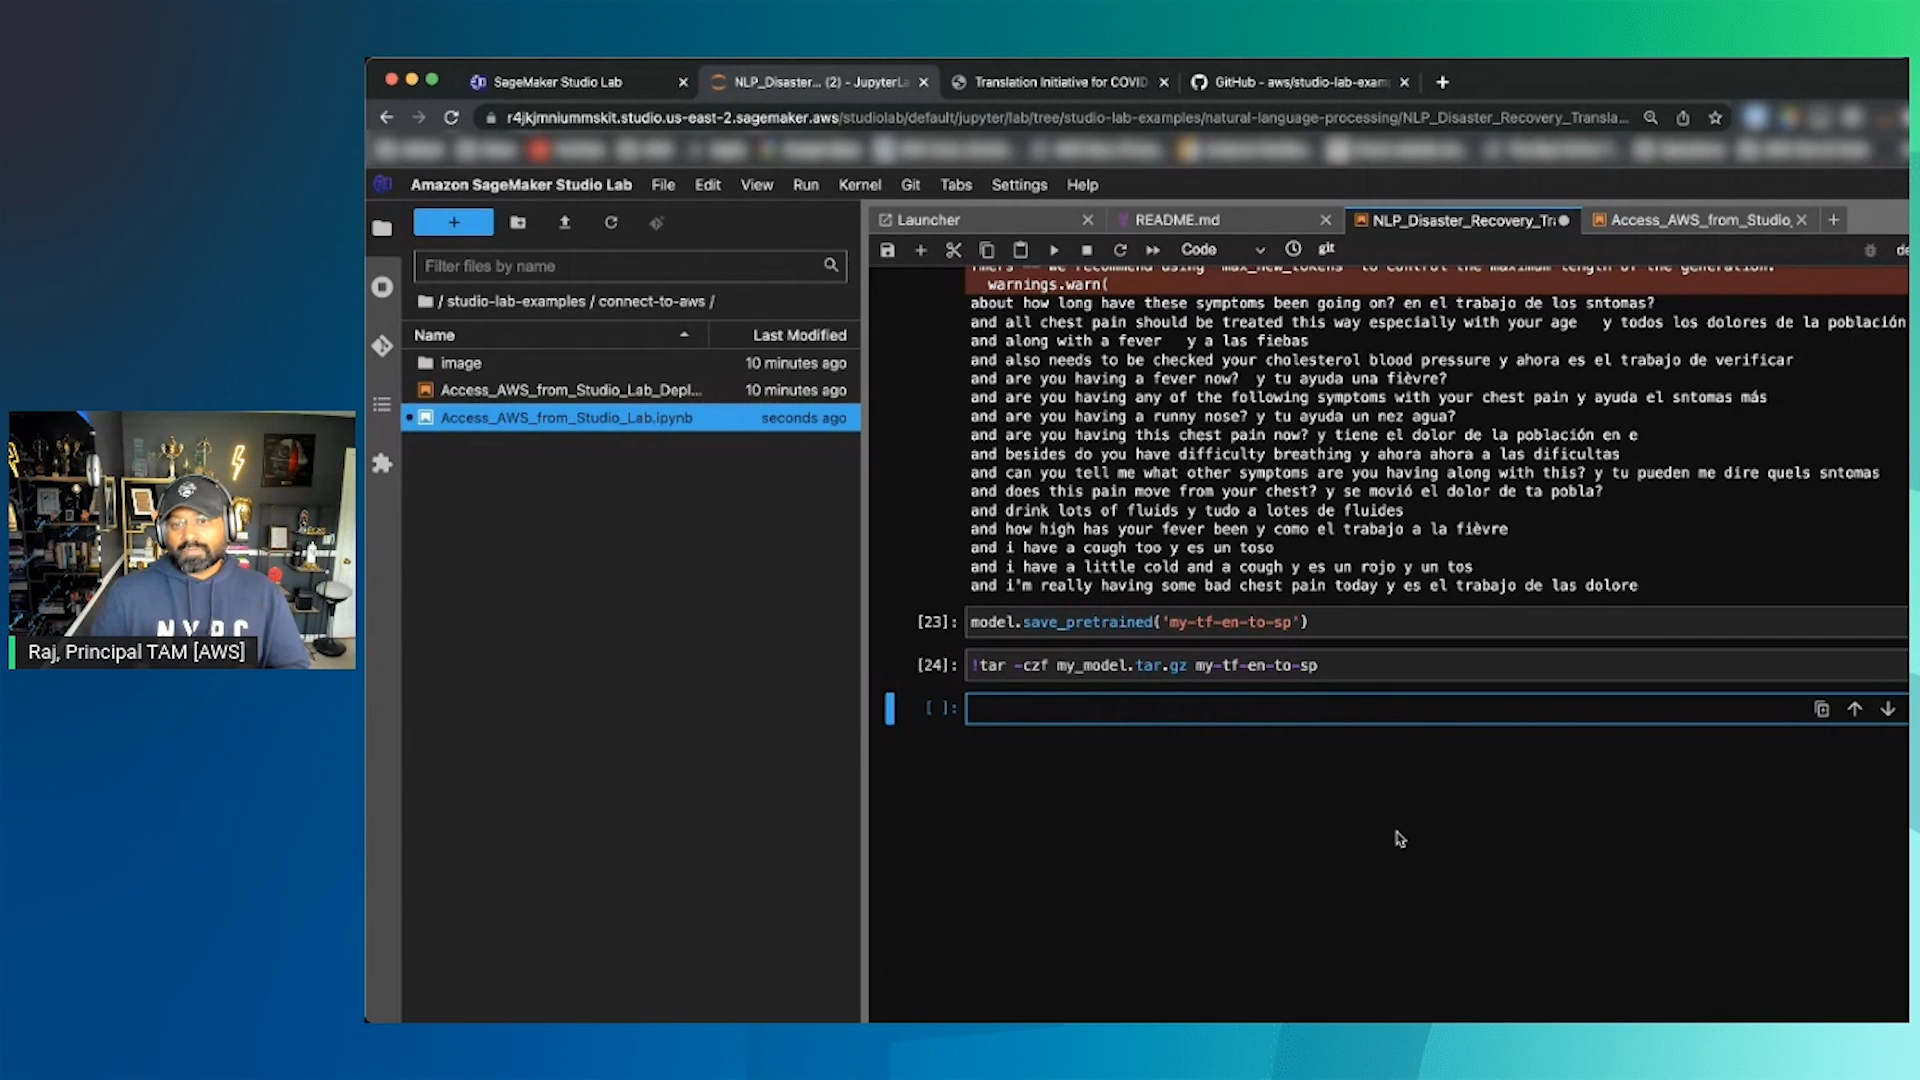 SageMaker Studio Lab
NLP_Disaster... (2) - JupyterLa
Translation Initiative for COVID
GitHub - aws/studio-lab-exam
r4jkjmniummskit.studio.us-east-2.sagemaker.aws/studiolab/default/jupyter/lab/tree/studio-lab-examples/natural-language-processing/NLP_Disaster_Recovery_Transla...
Amazon SageMaker Studio Lab File Edit View Run Kernel Git Tabs Settings Help
Launcher
README.md
NLP_Disaster_Recovery_Tr
Access_AWS_from_Studio_
Code
git
de
Filter files by name
/ studio-lab-examples / connect-to-aws /
Name Last Modified
image 10 minutes ago
Access_AWS_from_Studio_Lab_Depl... 10 minutes ago
Access_AWS_from_Studio_Lab.ipynb seconds ago
rmers -- we recommend using `max_new_tokens` to control the maximum length of the generation.
warnings.warn(
about how long have these symptoms been going on? en el trabajo de los sntomas?
and all chest pain should be treated this way especially with your age y todos los dolores de la población
and along with a fever y a las fiebas
and also needs to be checked your cholesterol blood pressure y ahora es el trabajo de verificar
and are you having a fever now? y tu ayuda una fièvre?
and are you having any of the following symptoms with your chest pain y ayuda el sntomas más
and are you having a runny nose? y tu ayuda un nez agua?
and are you having this chest pain now? y tiene el dolor de la población en e
and besides do you have difficulty breathing y ahora ahora a las dificultas
and can you tell me what other symptoms are you having along with this? y tu pueden me dire quels sntomas
and does this pain move from your chest? y se movió el dolor de ta pobla?
and drink lots of fluids y tudo a lotes de fluides
and how high has your fever been y como el trabajo a la fièvre
and i have a cough too y es un toso
and i have a little cold and a cough y es un rojo y un tos
and i'm really having some bad chest pain today y es el trabajo de las dolore
[23]: model.save_pretrained('my-tf-en-to-sp')
[24]: !tar -czf my_model.tar.gz my-tf-en-to-sp
[ ]:
Raj, Principal TAM [AWS]